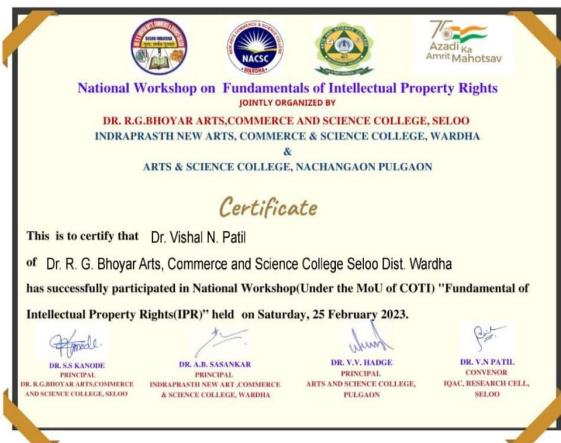 NACSC
WARDHA
75
Azadi Ka
Amrit Mahotsav
National Workshop on Fundamentals of Intellectual Property Rights
JOINTLY ORGANIZED BY
DR. R.G.BHOYAR ARTS,COMMERCE AND SCIENCE COLLEGE, SELOO
INDRAPRASTH NEW ARTS, COMMERCE & SCIENCE COLLEGE, WARDHA
&
ARTS & SCIENCE COLLEGE, NACHANGAON PULGAON
Certificate
This is to certify that Dr. Vishal N. Patil
of Dr. R. G. Bhoyar Arts, Commerce and Science College Seloo Dist. Wardha
has successfully participated in National Workshop(Under the MoU of COTI) "Fundamental of
Intellectual Property Rights(IPR)” held on Saturday, 25 February 2023.
DR. S.S KANODE
PRINCIPAL
DR. R.G.BHOYAR ARTS,COMMERCE
AND SCIENCE COLLEGE, SELOO
DR. A.B. SASANKAR
PRINCIPAL
INDRAPRASTH NEW ART ,COMMERCE
& SCIENCE COLLEGE, WARDHA
DR. V.V. HADGE
PRINCIPAL
ARTS AND SCIENCE COLLEGE,
PULGAON
DR. V.N PATIL
CONVENOR
IQAC, RESEARCH CELL,
SELOO